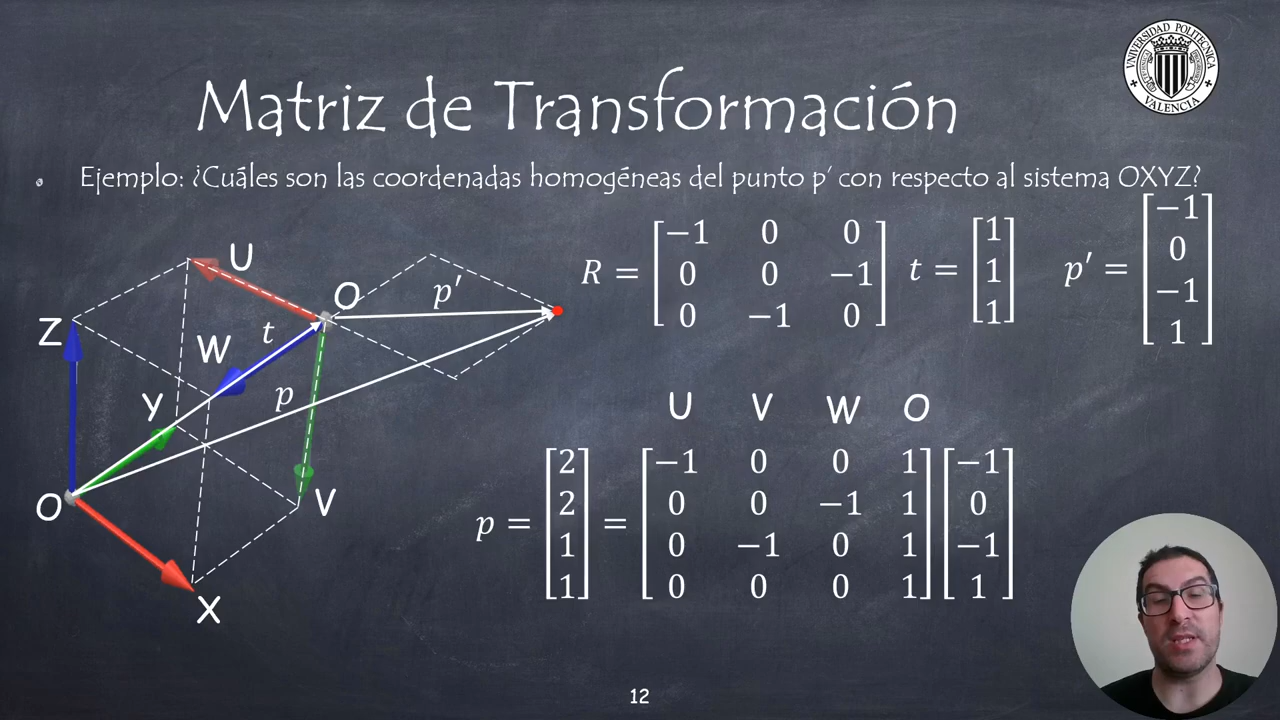 UNIVERSIDAD POLITECNICA
VALENCIA
Matriz de Transformación
Ejemplo: ¿Cuáles son las coordenadas homogéneas del punto p' con respecto al sistema OXYZ?
R = [−1 0 0
0 0 −1
0 −1 0]
t = [1
1
1]
p' = [−1
0
−1
1]
U
O
p'
Z
W
t
Y
p
O
V
X
U V W O
p = [2
2
1
1]
= [−1 0 0 1
0 0 −1 1
0 −1 0 1
0 0 0 1]
[−1
0
−1
1]
12